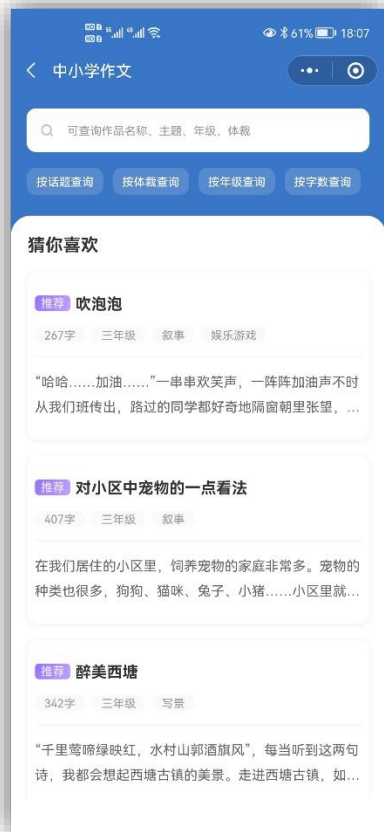 61% 18:07
中小学作文
可查询作品名称、主题、年级、体裁
按话题查询 按体裁查询 按年级查询 按字数查询
猜你喜欢
推荐 吹泡泡
267字 三年级 叙事 娱乐游戏
“哈哈……加油……”一串串欢笑声，一阵阵加油声不时
从我们班传出，路过的同学都好奇地隔窗朝里张望，...
推荐 对小区中宠物的一点看法
407字 三年级 叙事
在我们居住的小区里，饲养宠物的家庭非常多。宠物的
种类也很多，狗狗、猫咪、兔子、小猪……小区里就...
推荐 醉美西塘
342字 三年级 写景
“千里莺啼绿映红，水村山郭酒旗风”，每当听到这两句
诗，我都会想起西塘古镇的美景。走进西塘古镇，如...